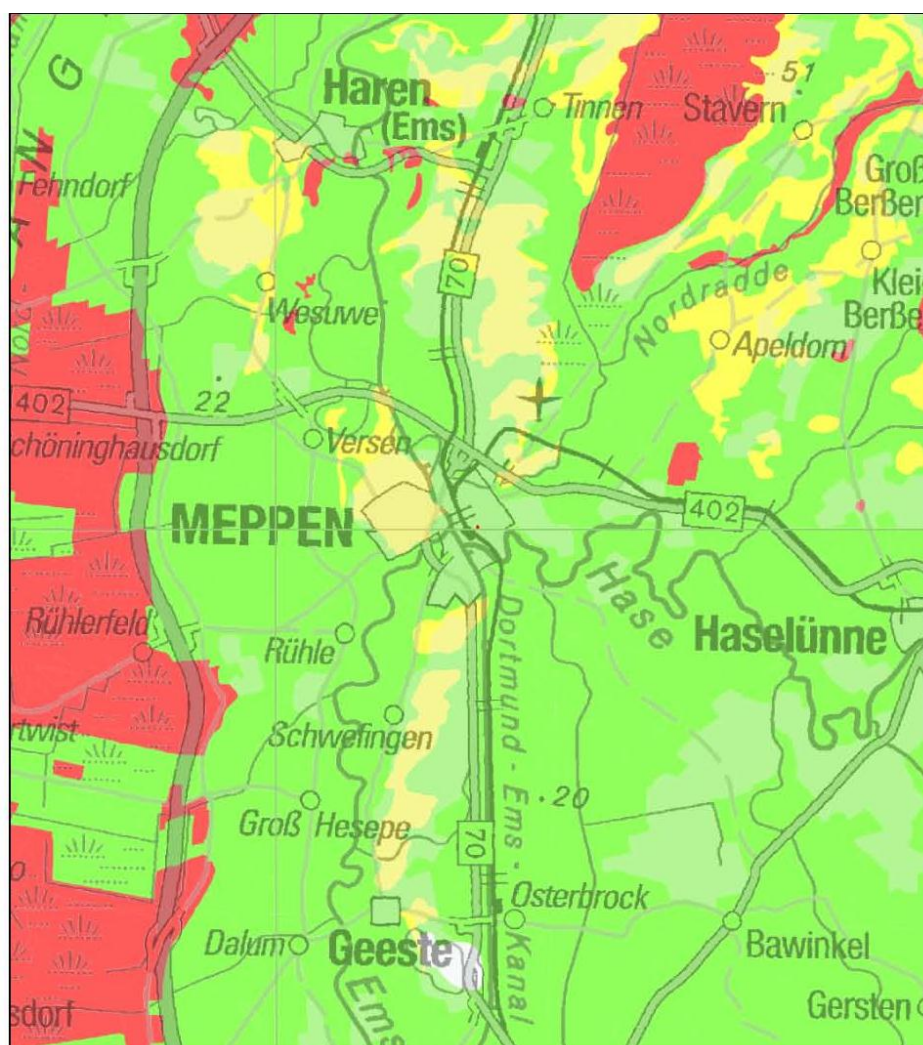 51
Tinnen
Stavern
Haren
(Ems)
Fehndorf
Groß
Berßen
70
Nordradde
Klei
Berße
Wesuwe
Apeldorn
22
402
Versen
chöninghausdorf
MEPPEN
402
Hase
Rühlerfeld
Rühle
Haselünne
Dortmund - Ems - Kanal
rtwist
Schwefingen
20
Groß Hesepe
70
Osterbrock
Dalum
Geeste
Bawinkel
Ems
sdorf
Gersten